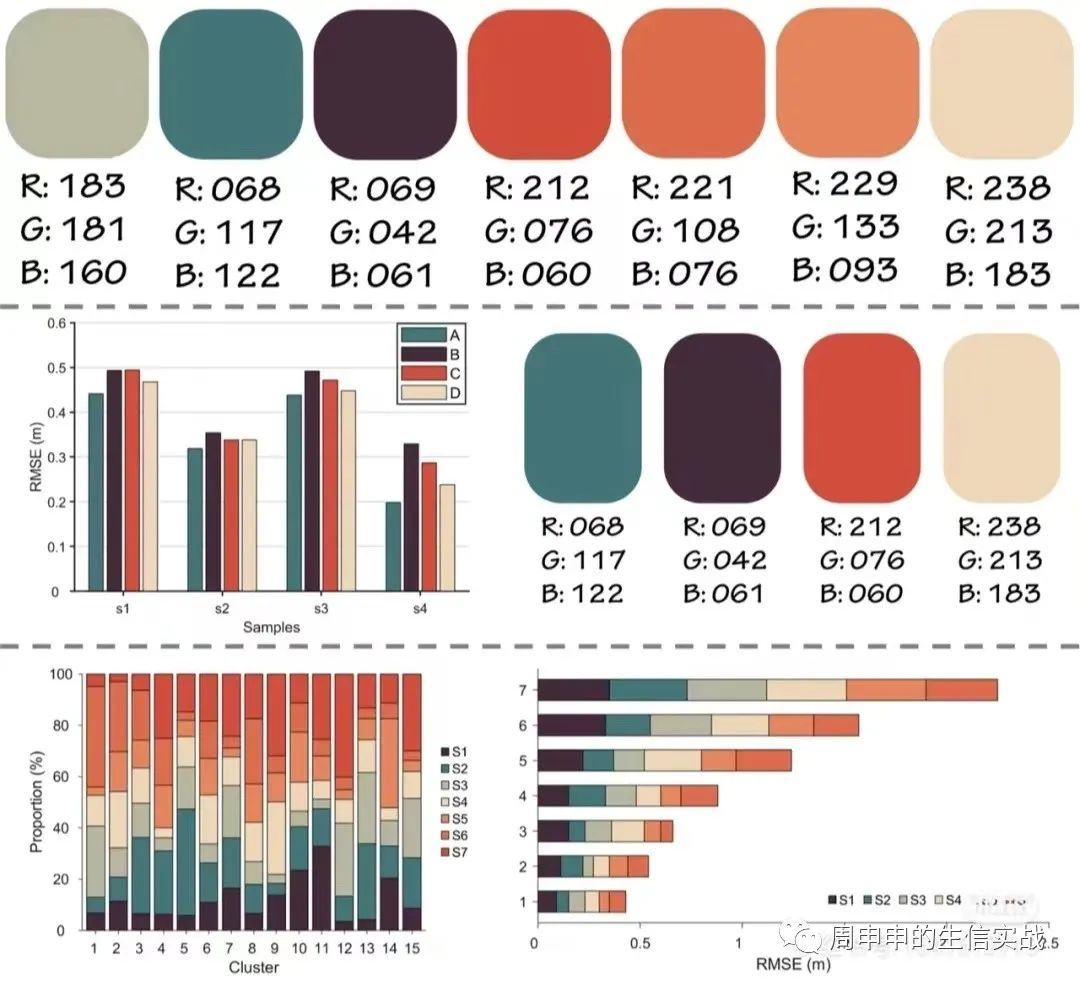 R: 183
G: 181
B: 160
R: 068
G: 117
B: 122
R: 069
G: 042
B: 061
R: 212
G: 076
B: 060
R: 221
G: 108
B: 076
R: 229
G: 133
B: 093
R: 238
G: 213
B: 183
0.6
0.5
0.4
0.3
0.2
0.1
0
RMSE (m)
A
B
C
D
s1 s2 s3 s4
Samples
R: 068
G: 117
B: 122
R: 069
G: 042
B: 061
R: 212
G: 076
B: 060
R: 238
G: 213
B: 183
100
80
60
40
20
0
Proportion (%)
S1
S2
S3
S4
S5
S6
S7
1 2 3 4 5 6 7 8 9 10 11 12 13 14 15
Cluster
7
6
5
4
3
2
1
S1 S2 S3 S4
0 0.5 1
RMSE (m)
周申申的生信实战